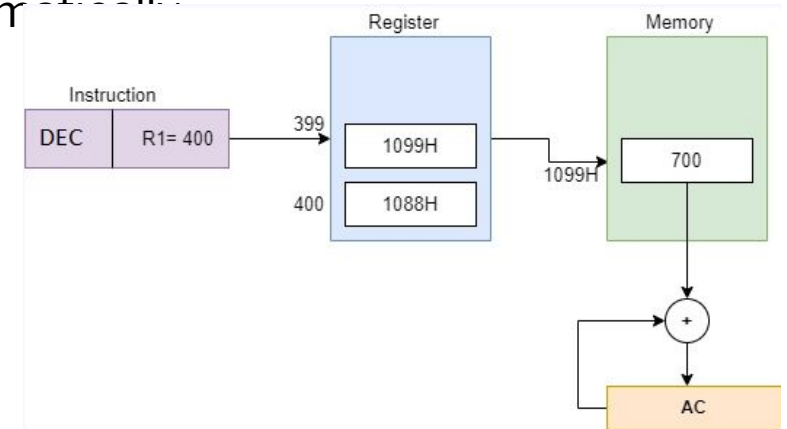 Register
Memory
Instruction
DEC
R1= 400
399
1099H
1099H
700
400
1088H
+
AC